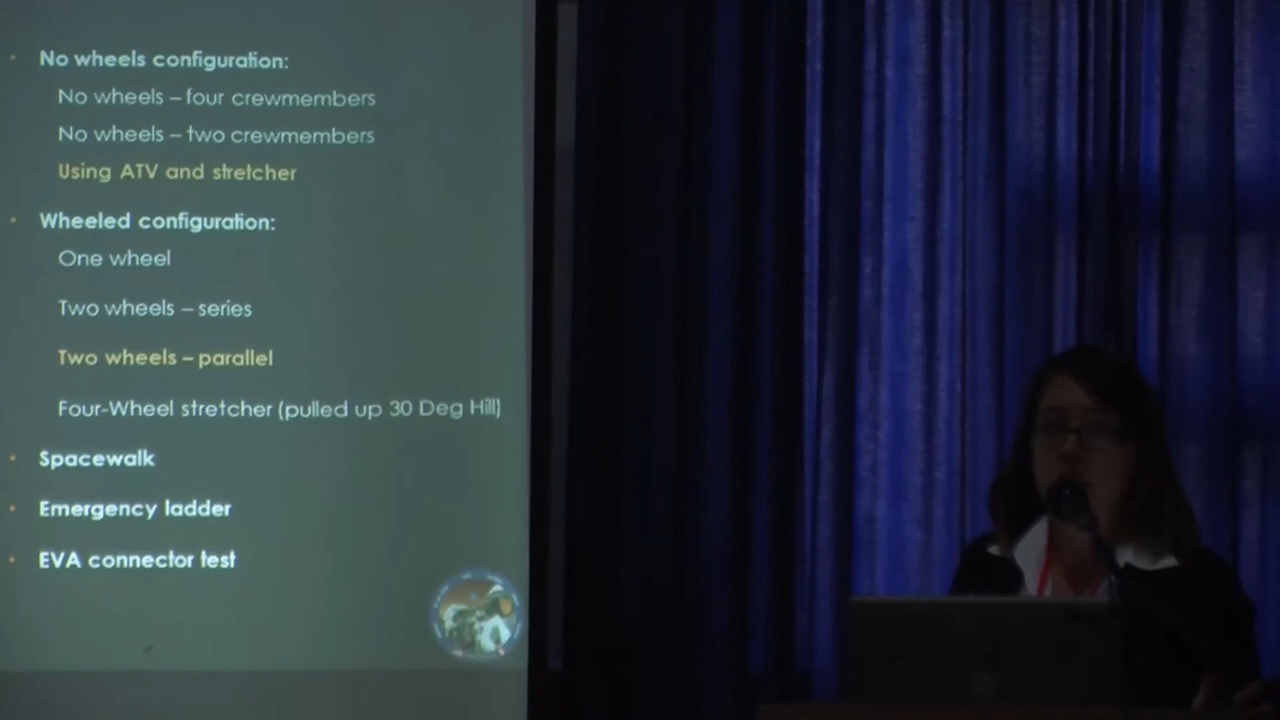 • No wheels configuration:
No wheels – four crewmembers
No wheels – two crewmembers
Using ATV and stretcher
• Wheeled configuration:
One wheel
Two wheels – series
Two wheels – parallel
Four-Wheel stretcher (pulled up 30 Deg Hill)
• Spacewalk
• Emergency ladder
• EVA connector test